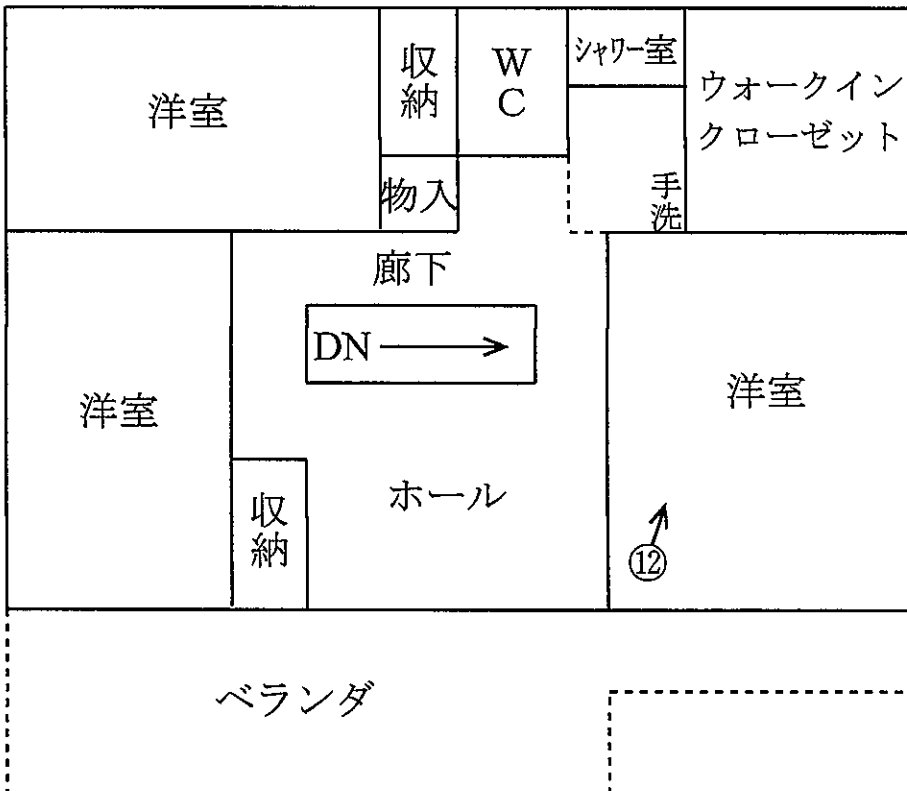 洋室
収納
WC
シャワー室
ウォークイン
クローゼット
物入
手洗
廊下
DN
洋室
洋室
収納
ホール
⑫
ベランダ